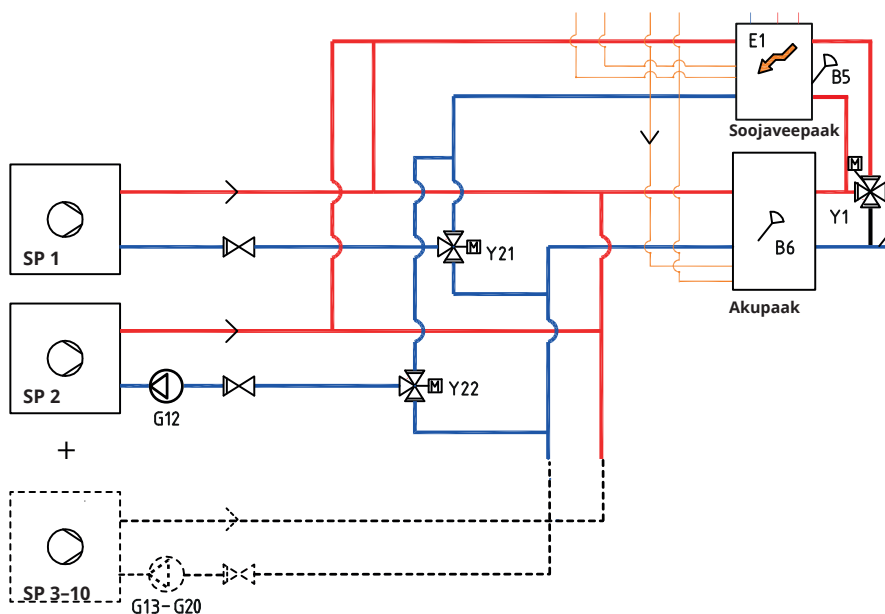 E1
B5
Soojaveepaak
M
SP 1
M
Y21
Y1
B6
Akupaak
SP 2
G12
M
Y22
+
SP 3–10
G13–G20